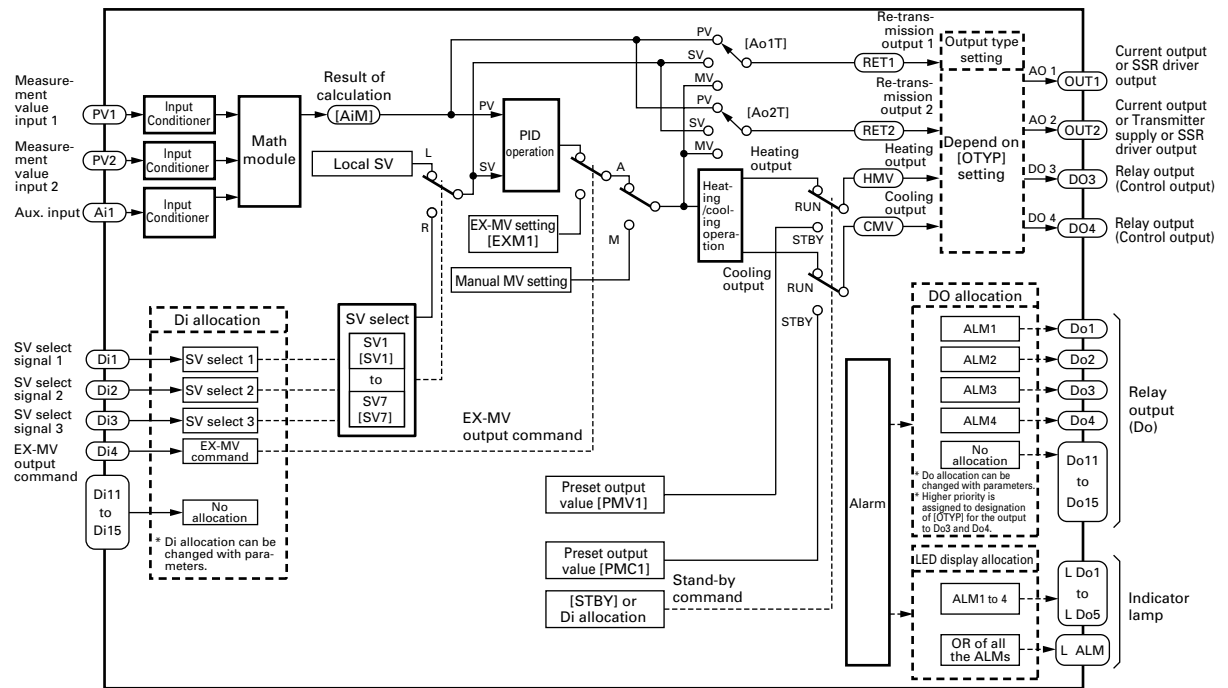 Measure-
ment
value
input 1
PV1
Input
Conditioner
Measure-
ment
value
input 2
PV2
Input
Conditioner
Aux. input
Ai1
Input
Conditioner
Math
module
Result of
calculation
[AiM]
Local SV
L
R
PV
SV
PID
operation
EX-MV setting
[EXM1]
Manual MV setting
A
M
PV
SV
MV
[Ao1T]
PV
SV
MV
[Ao2T]
Heating
output
Heat-
ing
/cool-
ing
opera-
tion
Cooling
output
RUN
STBY
RUN
STBY
Re-trans-
mission
output 1
RET1
Re-trans-
mission
output 2
RET2
Heating
output
HMV
Cooling
output
CMV
Output type
setting
Depend on
[OTYP]
setting
AO 1
OUT1
Current output
or SSR driver
output
AO 2
OUT2
Current output
or Transmitter
supply or SSR
driver output
DO 3
DO3
Relay output
(Control output)
DO 4
DO4
Relay output
(Control output)
SV select
signal 1
Di1
SV select
signal 2
Di2
SV select
signal 3
Di3
EX-MV
output
command
Di4
Di11
to
Di15
Di allocation
SV select 1
SV select 2
SV select 3
EX-MV
command
No
allocation
* Di allocation can be
changed with para-
meters.
SV select
SV1
[SV1]
to
SV7
[SV7]
EX-MV
output command
Preset output
value [PMV1]
Preset output
value [PMC1]
[STBY] or
Di allocation
Stand-by
command
Alarm
DO allocation
ALM1
ALM2
ALM3
ALM4
No
allocation
* Do allocation can be
changed with parameters.
* Higher priority is
assigned to designation
of [OTYP] for the output
to Do3 and Do4.
Do1
Do2
Do3
Do4
Do11
to
Do15
Relay
output
(Do)
LED display allocation
ALM1 to 4
OR of all
the ALMs
L Do1
to
L Do5
L ALM
Indicator
lamp